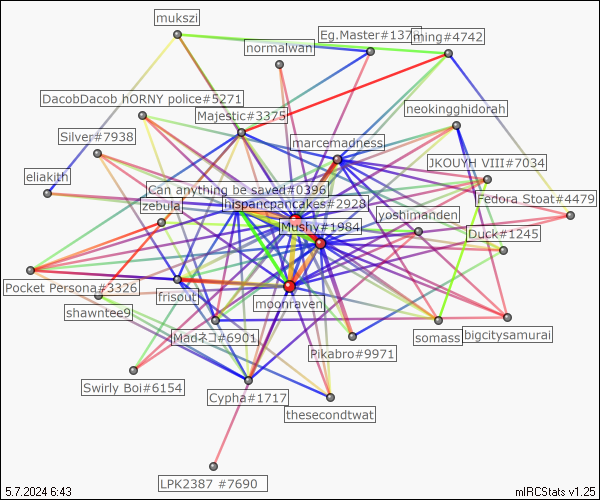 mukszi
Eg.Master#137
ming#4742
normalwan
DacobDacob hORNY police#5271
neokingghidorah
Majestic#3375
Silver#7938
marcemadness
JKOUYH VIII#7034
eliakith
Can anything be saved#0396
Fedora Stoat#4479
zebula
hispancpancakes#2928
yoshimanden
Mushy#1984
Duck#1245
Pocket Persona#3326
frisout
moonraven
shawntee9
Madネコ#6901
somass
bigcitysamurai
Pikabro#9971
Swirly Boi#6154
Cypha#1717
thesecondtwat
LPK2387 #7690
5.7.2024 6:43
mIRCStats v1.25